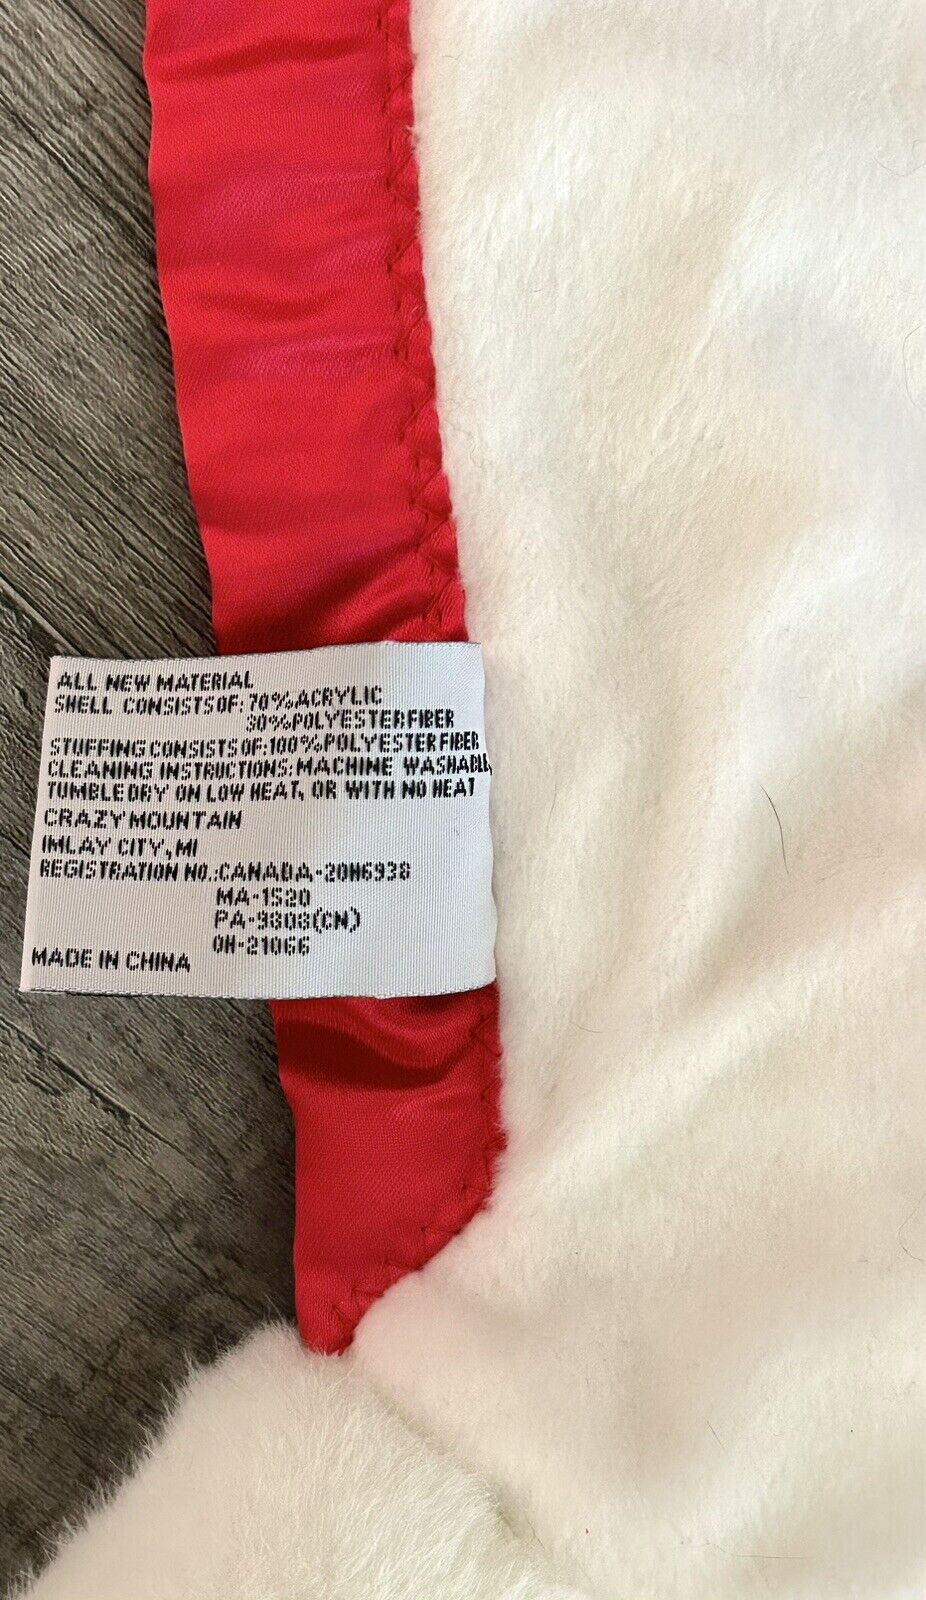 ALL NEW MATERIAL
SHELL CONSISTS OF: 70%ACRYLIC
30%POLYESTER FIBER
STUFFING CONSISTS OF:100%POLYESTER FIBER
CLEANING INSTRUCTIONS: MACHINE WASHABLE,
TUMBLE DRY ON LOW HEAT, OR WITH NO HEAT
CRAZY MOUNTAIN
IMLAY CITY, MI
REGISTRATION NO.:CANADA-20H6938
MA-1520
PA-9808(CN)
OH-21066
MADE IN CHINA